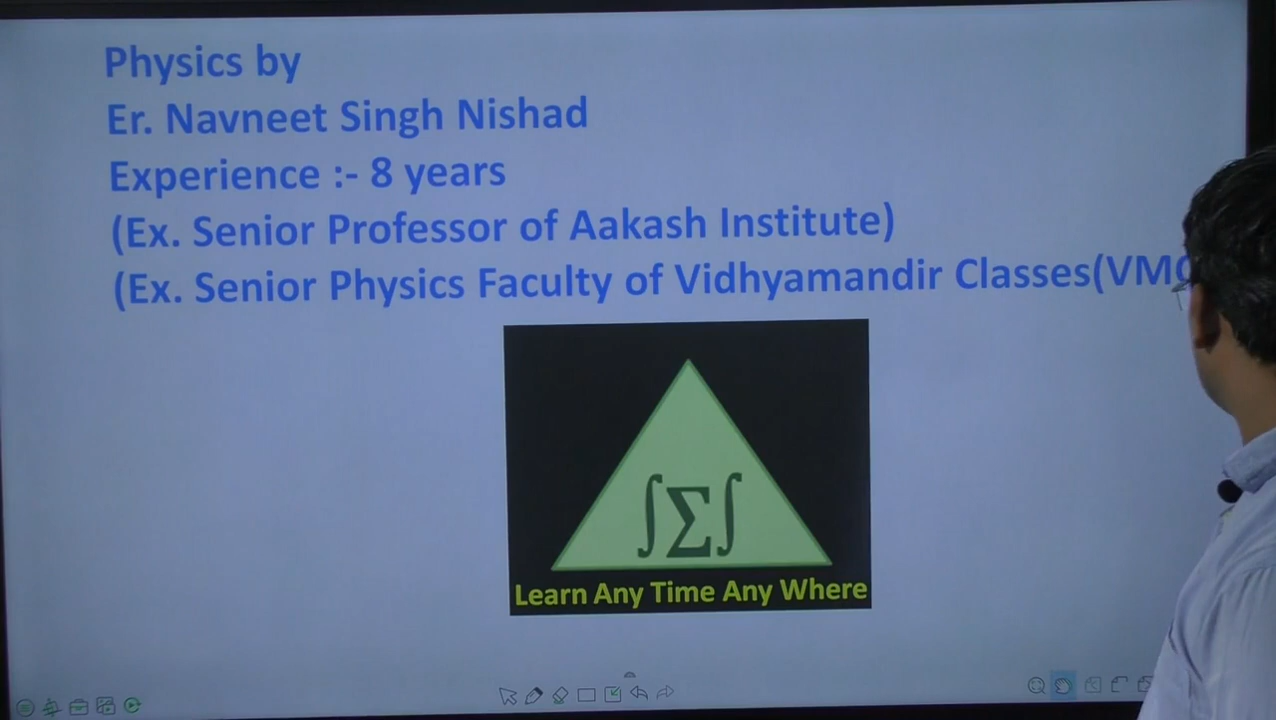 Physics by
Er. Navneet Singh Nishad
Experience :- 8 years
(Ex. Senior Professor of Aakash Institute)
(Ex. Senior Physics Faculty of Vidhyamandir Classes(VM
∫Σ∫
Learn Any Time Any Where